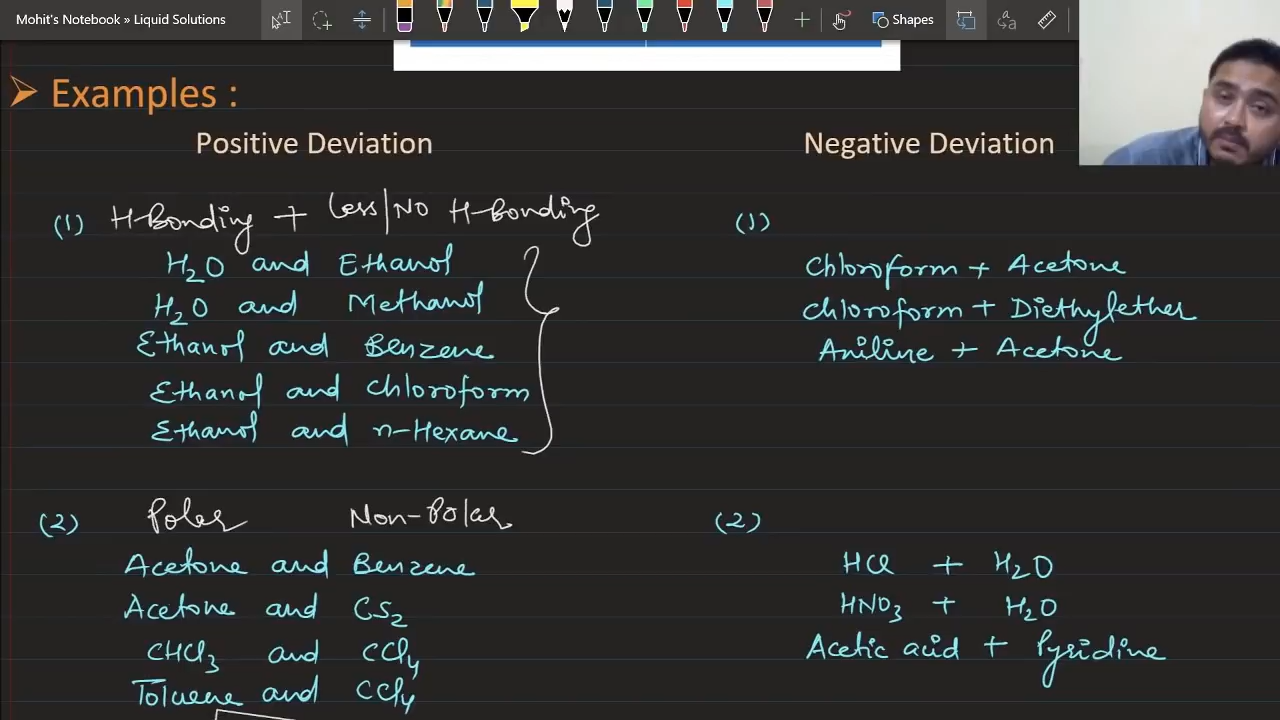 Mohit's Notebook » Liquid Solutions
Shapes
Examples :
Positive Deviation
(1) H-Bonding + Less/No H-bonding
H₂O and Ethanol
H₂O and Methanol
Ethanol and Benzene
Ethanol and Chloroform
Ethanol and n-Hexane
(2) Polar Non-Polar
Acetone and Benzene
Acetone and CS₂
CHCl₃ and CCl₄
Toluene and CCl₄
Negative Deviation
(1)
Chloroform + Acetone
Chloroform + Diethylether
Aniline + Acetone
(2)
HCl + H₂O
HNO₃ + H₂O
Acetic acid + Pyridine